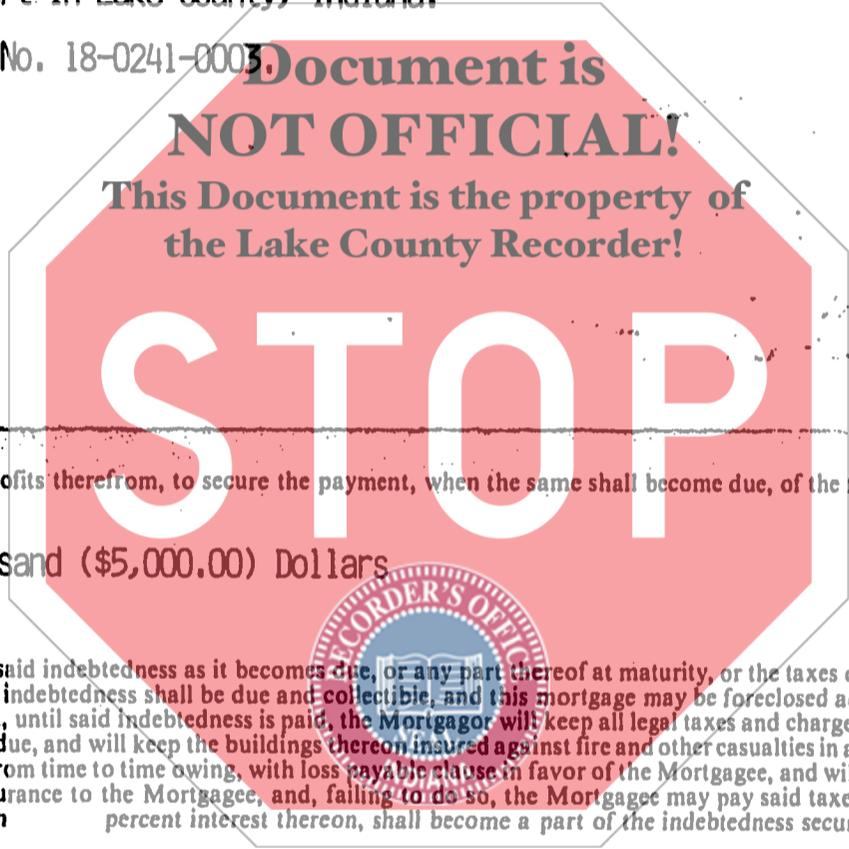 in Lake County, Indiana.
No. 18-0241-0003.
Document is
NOT OFFICIAL!
This Document is the property of
the Lake County Recorder!
STOP
ofits therefrom, to secure the payment, when the same shall become due, of the
sand ($5,000.00) Dollars
RECORDER'S OFFICE
SEAL
INDIANA
said indebtedness as it becomes due, or any part thereof at maturity, or the taxes
indebtedness shall be due and collectible, and this mortgage may be foreclosed
, until said indebtedness is paid, the Mortgagor will keep all legal taxes and charge
due, and will keep the buildings thereon insured against fire and other casualties in
om time to time owing, with loss payable clause in favor of the Mortgagee, and wi
urance to the Mortgagee, and, failing to do so, the Mortgagee may pay said taxe
percent interest thereon, shall become a part of the indebtedness secu